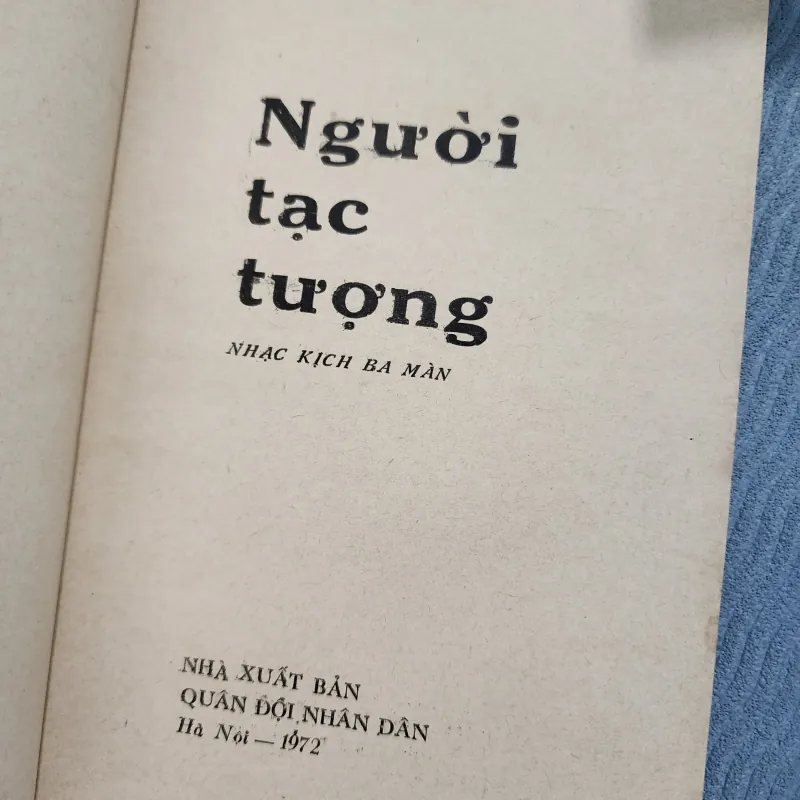 Người
tạc
tượng
NHẠC KỊCH BA MÀN
NHÀ XUẤT BẢN
QUÂN ĐỘI NHÂN DÂN
Hà Nội — 1972